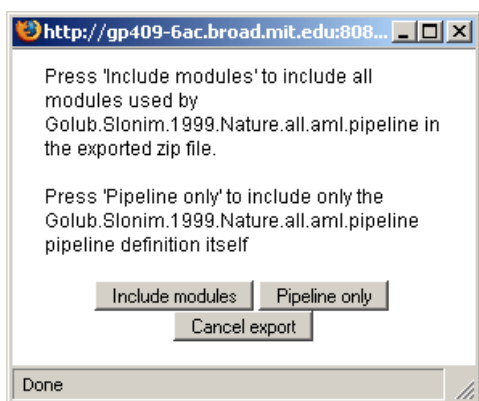 http://gp409-6ac.broad.mit.edu:808...
Press 'Include modules' to include all
modules used by
Golub.Slonim.1999.Nature.all.aml.pipeline in
the exported zip file.
Press 'Pipeline only' to include only the
Golub.Slonim.1999.Nature.all.aml.pipeline
pipeline definition itself
Include modules Pipeline only
Cancel export
Done